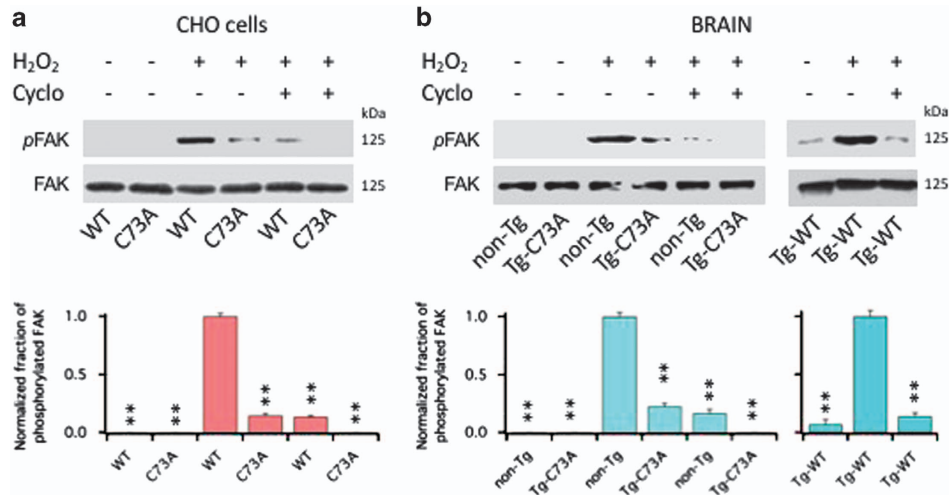 a
CHO cells
H₂O₂ - - + + + +
Cyclo - - - - + +
kDa
pFAK 125
FAK 125
WT C73A WT C73A WT C73A
Normalized fraction of
phosphorylated FAK
1.0
0.5
0.0
** ** ** ** **
WT C73A WT C73A WT C73A
b
BRAIN
H₂O₂ - - + + + + - + +
Cyclo - - - - + + - - +
kDa
pFAK 125
FAK 125
non-Tg Tg-C73A non-Tg Tg-C73A non-Tg Tg-C73A Tg-WT Tg-WT Tg-WT
Normalized fraction of
phosphorylated FAK
1.0
0.5
0.0
** ** ** ** ** ** **
non-Tg Tg-C73A non-Tg Tg-C73A non-Tg Tg-C73A Tg-WT Tg-WT Tg-WT